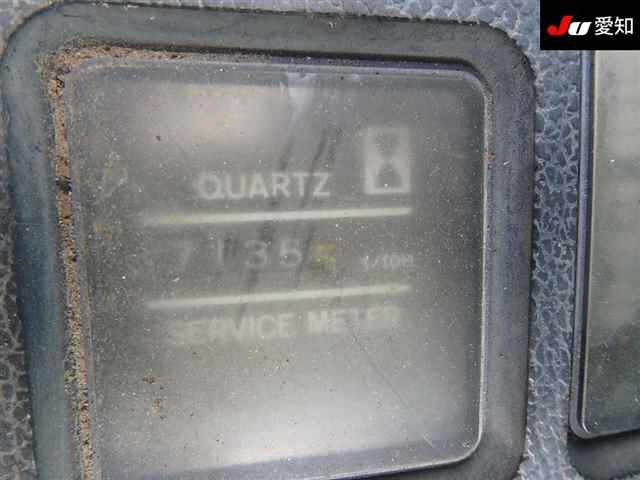 JU 愛知
QUARTZ
7135 1/10H
SERVICE METER